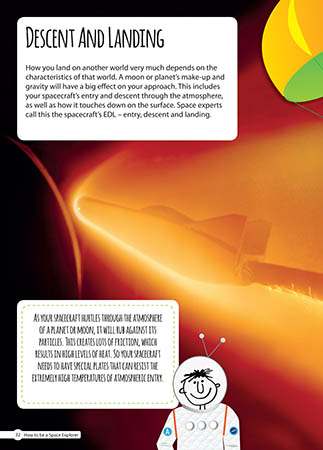 Descent And Landing
How you land on another world very much depends on the
characteristics of that world. A moon or planet's make-up and
gravity will have a big effect on your approach. This includes
your spacecraft's entry and descent through the atmosphere,
as well as how it touches down on the surface. Space experts
call this the spacecraft's EDL – entry, descent and landing.
As your spacecraft hurtles through the atmosphere
of a planet or moon, it will rub against its
particles. This creates lots of friction, which
results in high levels of heat. So your spacecraft
needs to have special plates that can resist the
extremely high temperatures of atmospheric entry.
32 How to be a Space Explorer